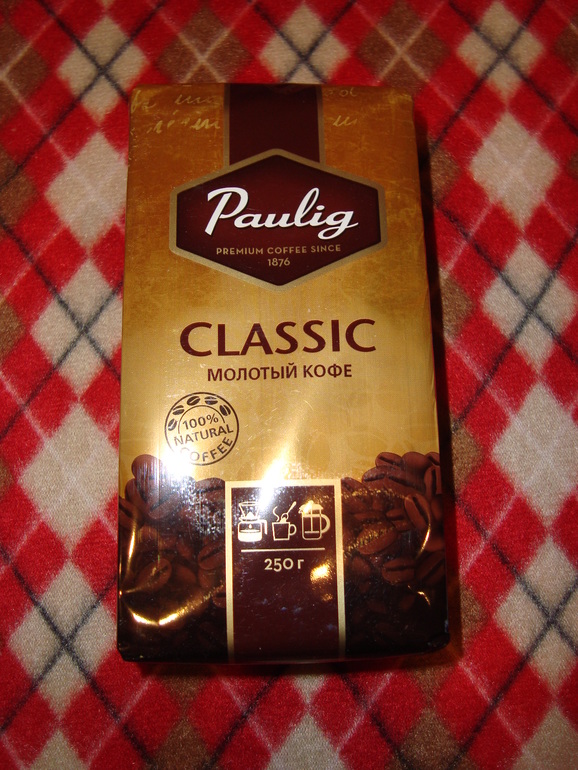 Paulig
PREMIUM COFFEE SINCE
1876
CLASSIC
МОЛОТЫЙ КОФЕ
100%
NATURAL
COFFEE
250 г